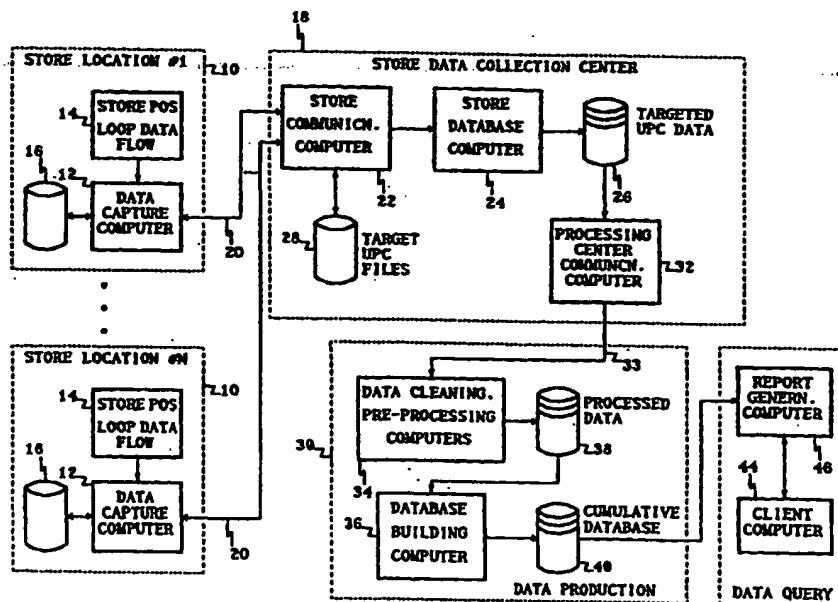 STORE LOCATION #1
10
14
STORE POS
LOOP DATA
FLOW
16
12
DATA
CAPTURE
COMPUTER
20
STORE LOCATION #N
10
14
STORE POS
LOOP DATA
FLOW
16
12
DATA
CAPTURE
COMPUTER
20
18
STORE DATA COLLECTION CENTER
STORE
COMMUNICN.
COMPUTER
22
STORE
DATABASE
COMPUTER
24
TARGETED
UPC DATA
26
28
TARGET
UPC
FILES
PROCESSING
CENTER
COMMUNCN.
COMPUTER
32
33
30
DATA CLEANING.
PRE-PROCESSING
COMPUTERS
34
PROCESSED
DATA
38
36
DATABASE
BUILDING
COMPUTER
CUMULATIVE
DATABASE
40
DATA PRODUCTION
REPORT
GENERN.
COMPUTER
46
44
CLIENT
COMPUTER
DATA QUERY